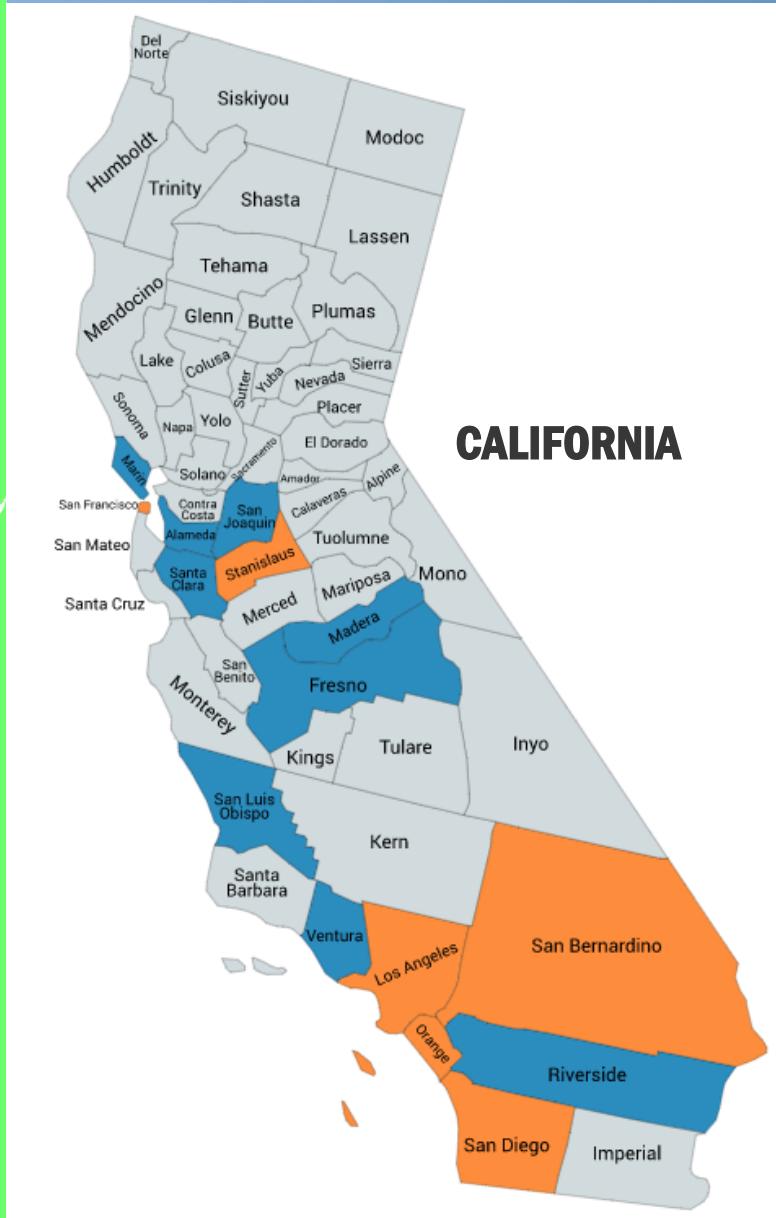 Del
Norte
Siskiyou
Modoc
Humboldt
Trinity
Shasta
Lassen
Tehama
Mendocino
Glenn
Butte
Plumas
Lake
Colusa
Sutter
Yuba
Nevada
Sierra
Placer
Sonoma
Napa
Yolo
El Dorado
CALIFORNIA
Marin
Solano
Sacramento
Amador
Alpine
San Francisco
Contra
Costa
San
Joaquin
Calaveras
Alameda
Tuolumne
San Mateo
Stanislaus
Santa
Clara
Mono
Mariposa
Santa Cruz
Merced
Madera
San
Benito
Fresno
Monterey
Kings
Tulare
Inyo
San Luis
Obispo
Kern
Santa
Barbara
Ventura
Los Angeles
San Bernardino
Orange
Riverside
San Diego
Imperial